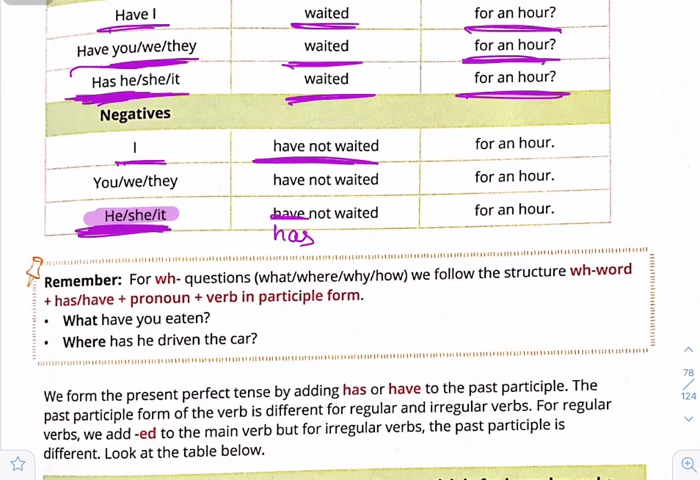 Have I waited for an hour?
Have you/we/they waited for an hour?
Has he/she/it waited for an hour?
Negatives
I have not waited for an hour.
You/we/they have not waited for an hour.
He/she/it have not waited for an hour.
has
Remember: For wh- questions (what/where/why/how) we follow the structure wh-word
+ has/have + pronoun + verb in participle form.
• What have you eaten?
• Where has he driven the car?
We form the present perfect tense by adding has or have to the past participle. The
past participle form of the verb is different for regular and irregular verbs. For regular
verbs, we add -ed to the main verb but for irregular verbs, the past participle is
different. Look at the table below.
78
/
124